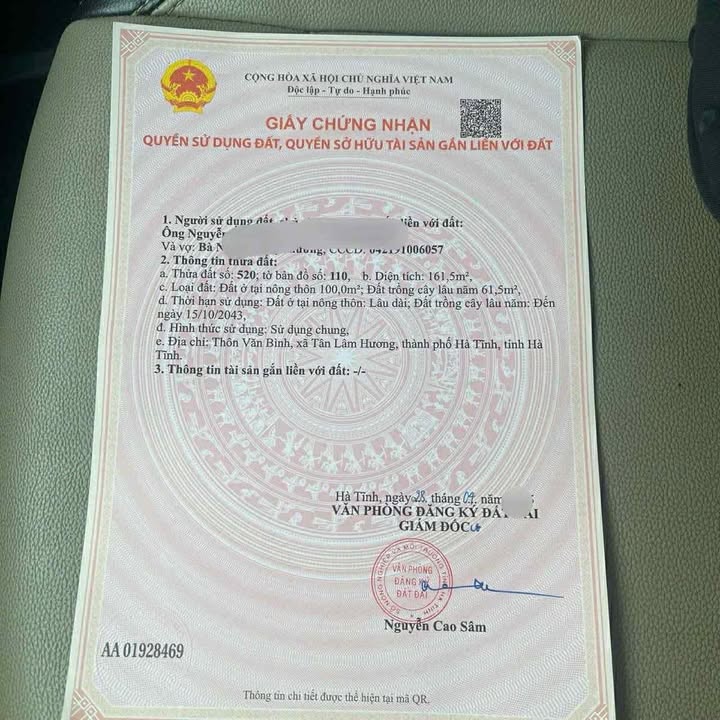 CỘNG HÒA XÃ HỘI CHỦ NGHĨA VIỆT NAM
Độc lập - Tự do - Hạnh phúc
GIẤY CHỨNG NHẬN
QUYỀN SỬ DỤNG ĐẤT, QUYỀN SỞ HỮU TÀI SẢN GẮN LIỀN VỚI ĐẤT
1. Người sử dụng đất, liền với đất:
Ông Nguyễn
Và vợ: Bà
2. Thông tin thửa đất:
a. Thửa đất số: 520; tờ bản đồ số: 110, b. Diện tích: 161,5m²,
c. Loại đất: Đất ở tại nông thôn 100,0m²; Đất trồng cây lâu năm 61,5m²,
d. Thời hạn sử dụng: Đất ở tại nông thôn: Lâu dài; Đất trồng cây lâu năm: Đến
ngày 15/10/2043,
đ. Hình thức sử dụng: Sử dụng chung,
e. Địa chỉ: Thôn Văn Bình, xã Tân Lâm Hương, thành phố Hà Tĩnh, tỉnh Hà
Tĩnh.
3. Thông tin tài sản gắn liền với đất: -/-
Hà Tĩnh, ngày 28 tháng 07 năm
VĂN PHÒNG ĐĂNG KÝ ĐẤT ĐAI
GIÁM ĐỐC
VĂN PHÒNG
ĐĂNG KÝ
ĐẤT ĐAI
Nguyễn Cao Sâm
AA 01928469
Thông tin chi tiết được thể hiện tại mã QR.